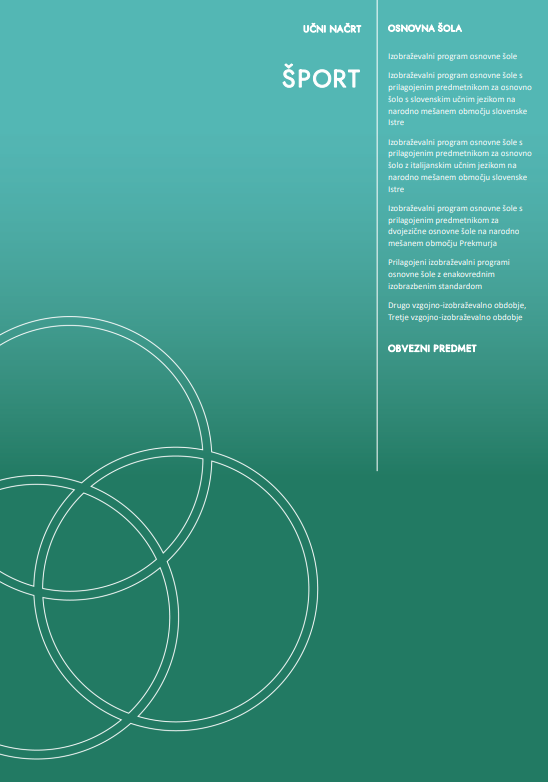 UČNI NAČRT
ŠPORT
OSNOVNA ŠOLA
Izobraževalni program osnovne šole
Izobraževalni program osnovne šole s
prilagojenim predmetnikom za osnovno
šolo s slovenskim učnim jezikom na
narodno mešanem območju slovenske
Istre
Izobraževalni program osnovne šole s
prilagojenim predmetnikom za osnovno
šolo z italijanskim učnim jezikom na
narodno mešanem območju slovenske
Istre
Izobraževalni program osnovne šole s
prilagojenim predmetnikom za
dvojezične osnovne šole na narodno
mešanem območju Prekmurja
Prilagojeni izobraževalni programi
osnovne šole z enakovrednim
izobrazbenim standardom
Drugo vzgojno-izobraževalno obdobje,
Tretje vzgojno-izobraževalno obdobje
OBVEZNI PREDMET